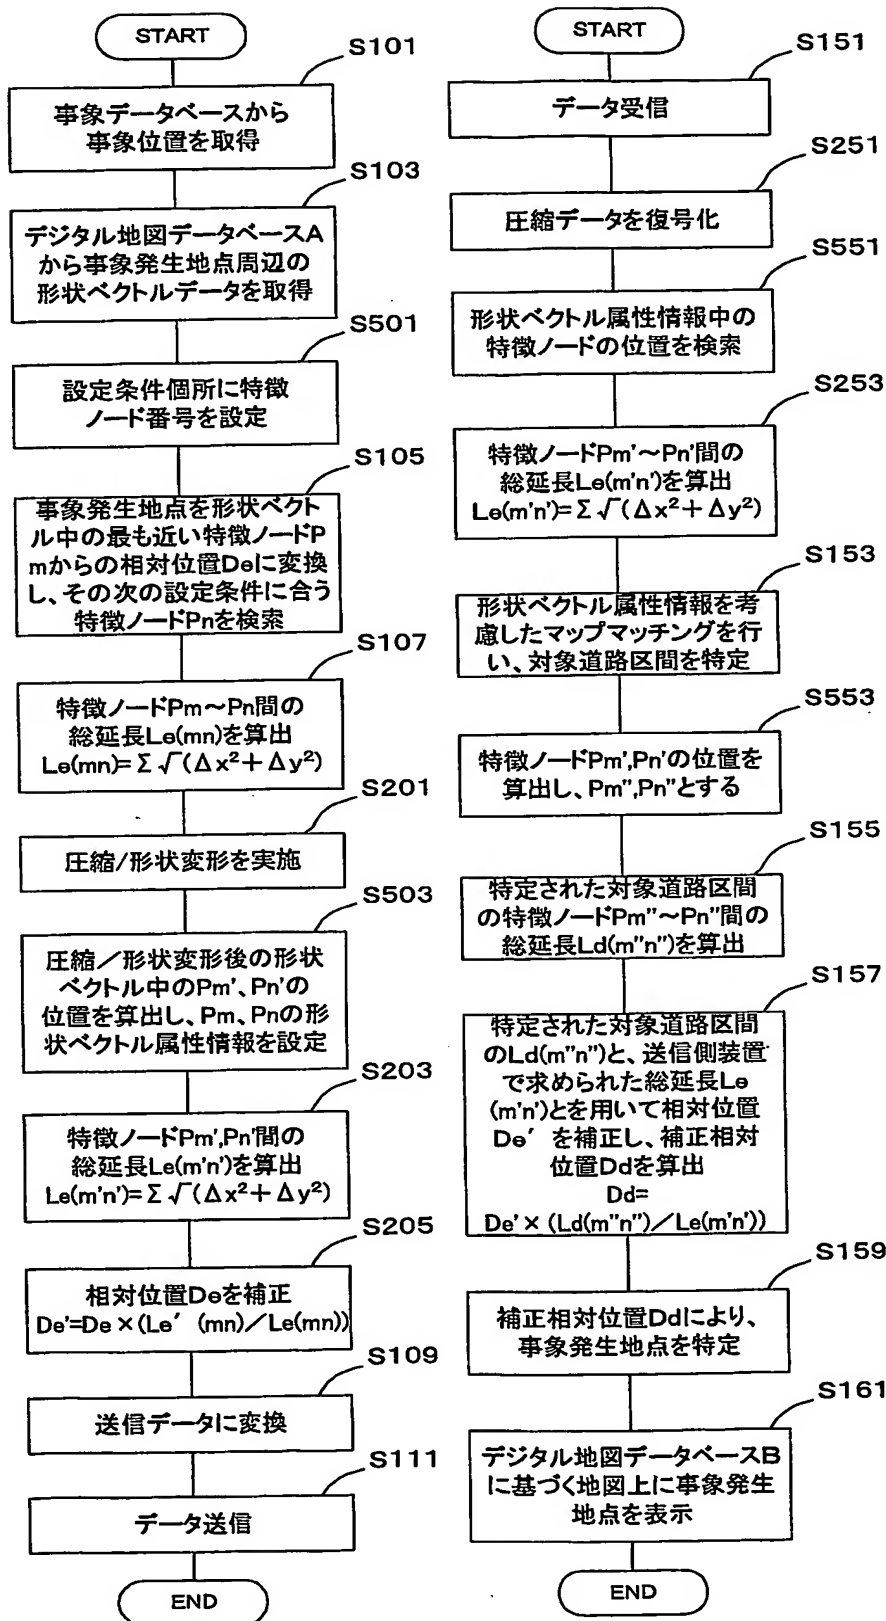 START
S101
事象データベースから
事象位置を取得
S103
デジタル地図データベースA
から事象発生地点周辺の
形状ベクトルデータを取得
S501
設定条件個所に特徴
ノード番号を設定
S105
事象発生地点を形状ベクト
ル中の最も近い特徴ノードP
mからの相対位置Deに変換
し、その次の設定条件に合う
特徴ノードPnを検索
S107
特徴ノードPm～Pn間の
総延長Le(mn)を算出
Le(mn)=Σ√(Δx²+Δy²)
S201
圧縮/形状変形を実施
S503
圧縮／形状変形後の形状
ベクトル中のPm'、Pn'の
位置を算出し、Pm、Pnの形
状ベクトル属性情報を設定
S203
特徴ノードPm',Pn'間の
総延長Le(m'n')を算出
Le(m'n')=Σ√(Δx²+Δy²)
S205
相対位置Deを補正
De'=De×(Le'(mn)／Le(mn))
S109
送信データに変換
S111
データ送信
END
START
S151
データ受信
S251
圧縮データを復号化
S551
形状ベクトル属性情報中の
特徴ノードの位置を検索
S253
特徴ノードPm'～Pn'間の
総延長Le(m'n')を算出
Le(m'n')=Σ√(Δx²+Δy²)
S153
形状ベクトル属性情報を考
慮したマップマッチングを行
い、対象道路区間を特定
S553
特徴ノードPm',Pn'の位置を
算出し、Pm",Pn"とする
S155
特定された対象道路区間
の特徴ノードPm"～Pn"間の
総延長Ld(m"n")を算出
S157
特定された対象道路区間
のLd(m"n")と、送信側装置
で求められた総延長Le
(m'n')とを用いて相対位置
De'を補正し、補正相対
位置Ddを算出
Dd=
De'×(Ld(m"n")／Le(m'n'))
S159
補正相対位置Ddにより、
事象発生地点を特定
S161
デジタル地図データベースB
に基づく地図上に事象発生
地点を表示
END